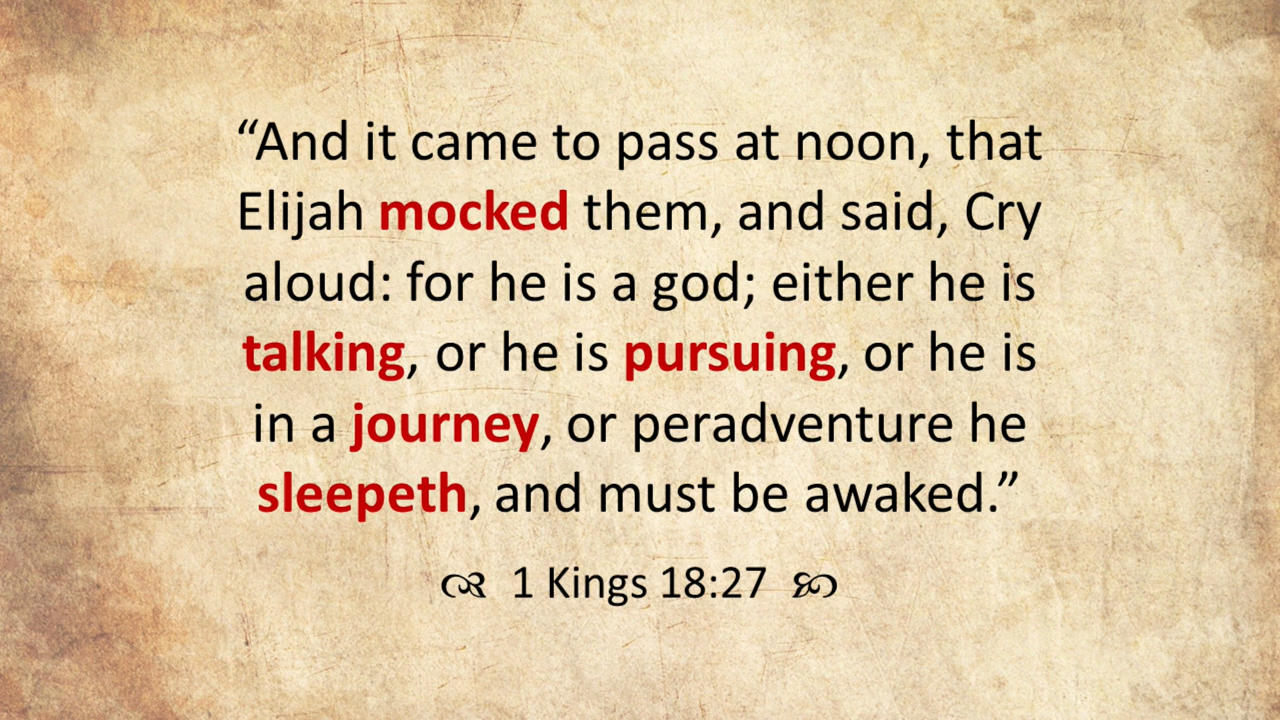 “And it came to pass at noon, that
Elijah mocked them, and said, Cry
aloud: for he is a god; either he is
talking, or he is pursuing, or he is
in a journey, or peradventure he
sleepeth, and must be awaked.”
1 Kings 18:27